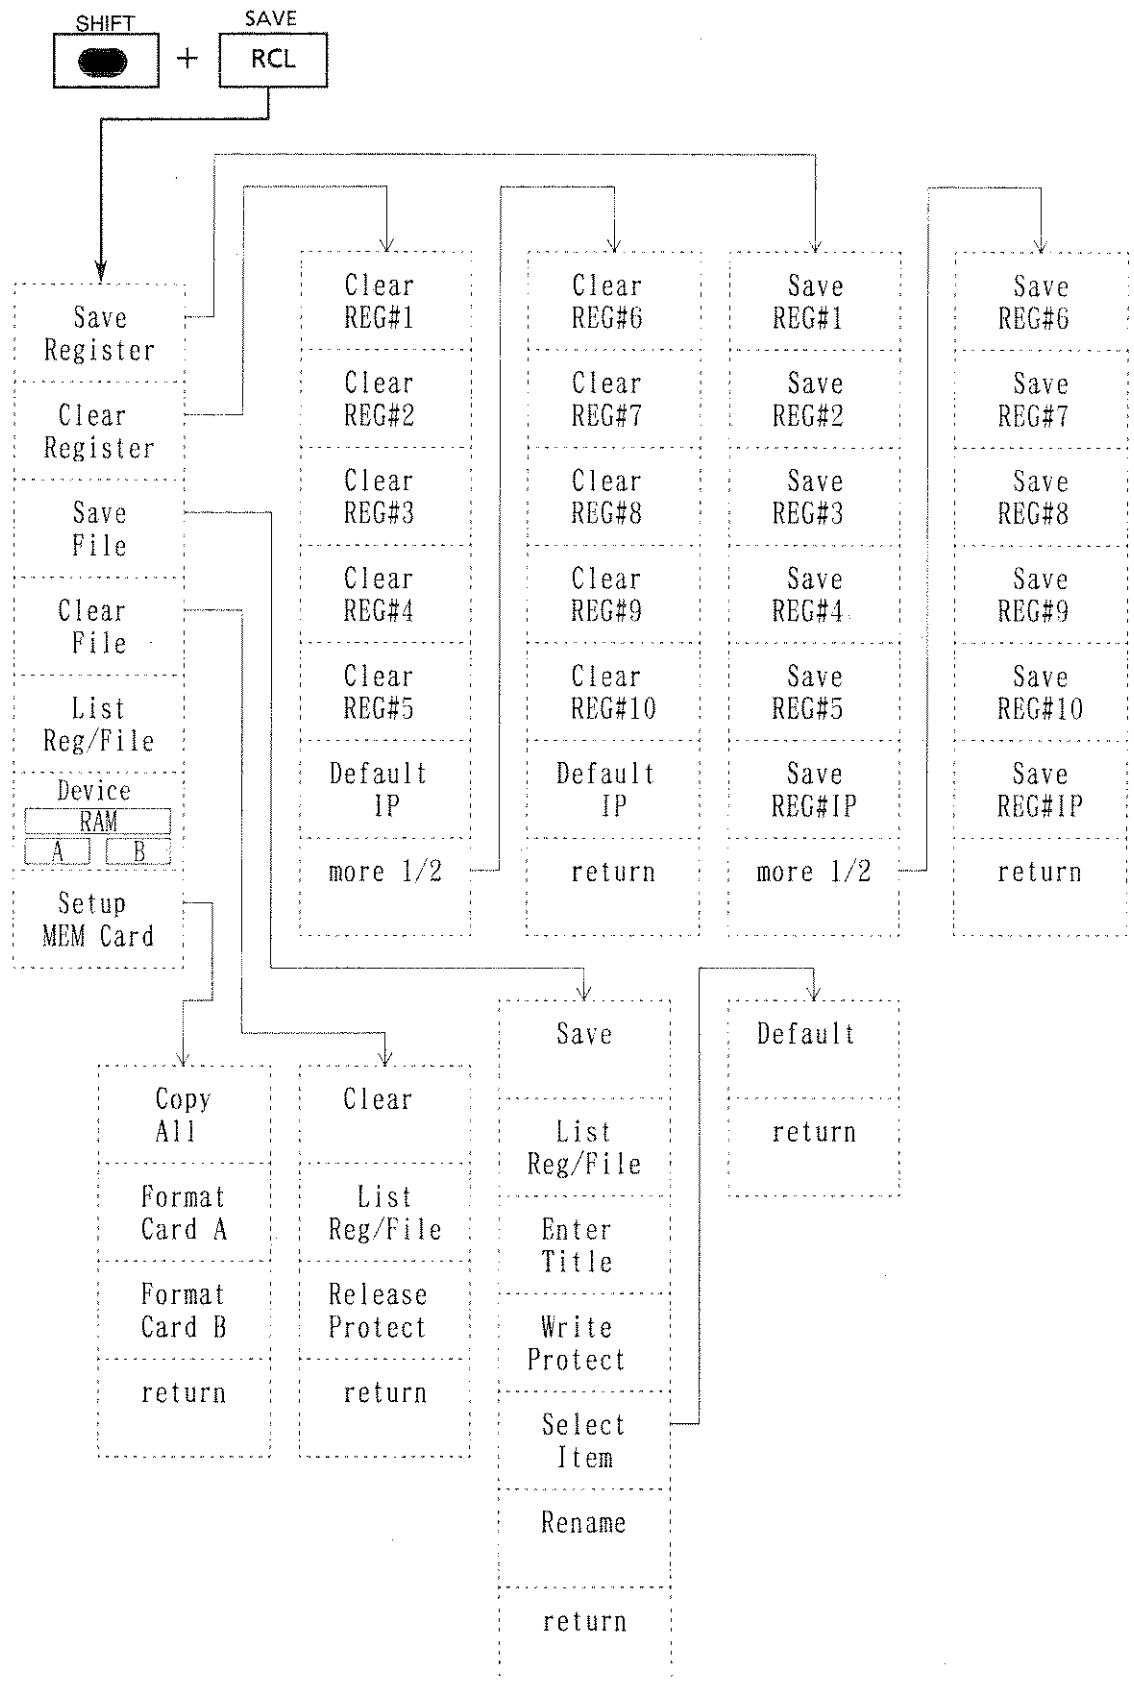 SHIFT
SAVE
+
RCL
Save
Register
Clear
Register
Save
File
Clear
File
List
Reg/File
Device
RAM
A
B
Setup
MEM Card
Clear
REG#1
Clear
REG#2
Clear
REG#3
Clear
REG#4
Clear
REG#5
Default
IP
more 1/2
Clear
REG#6
Clear
REG#7
Clear
REG#8
Clear
REG#9
Clear
REG#10
Default
IP
return
Save
REG#1
Save
REG#2
Save
REG#3
Save
REG#4
Save
REG#5
Save
REG#IP
more 1/2
Save
REG#6
Save
REG#7
Save
REG#8
Save
REG#9
Save
REG#10
Save
REG#IP
return
Copy
All
Format
Card A
Format
Card B
return
Clear
List
Reg/File
Release
Protect
return
Save
List
Reg/File
Enter
Title
Write
Protect
Select
Item
Rename
return
Default
return